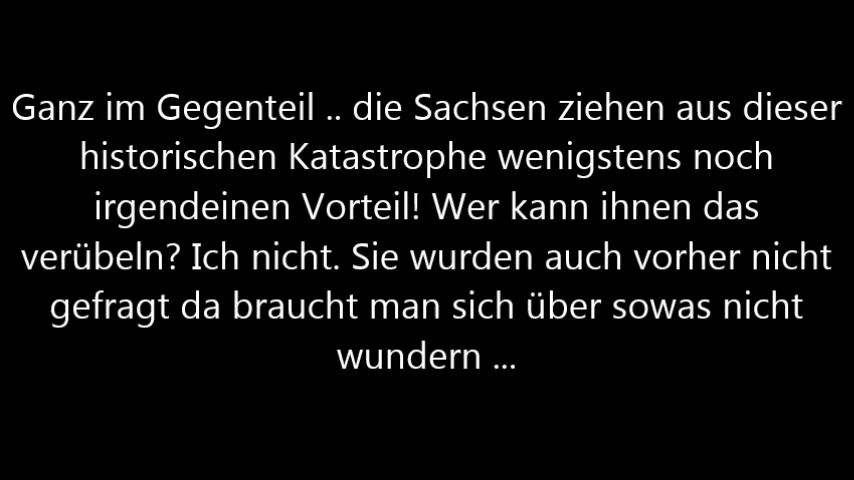 Ganz im Gegenteil .. die Sachsen ziehen aus dieser
historischen Katastrophe wenigstens noch
irgendeinen Vorteil! Wer kann ihnen das
verübeln? Ich nicht. Sie wurden auch vorher nicht
gefragt da braucht man sich über sowas nicht
wundern ...